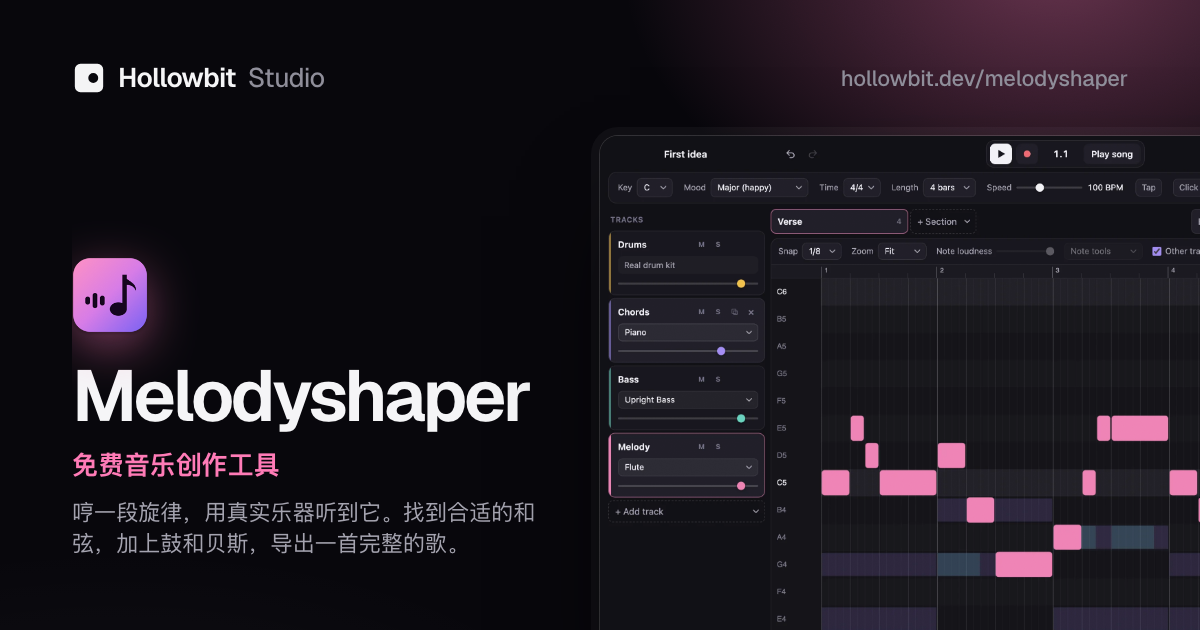 Hollowbit Studio
hollowbit.dev/melodyshaper
Melodyshaper
免费音乐创作工具
哼一段旋律，用真实乐器听到它。找到合适的和
弦，加上鼓和贝斯，导出一首完整的歌。
First idea
1.1
Play song
Key C Mood Major (happy) Time 4/4 Length 4 bars Speed 100 BPM Tap Click
TRACKS
Verse 4
+ Section
Drums M S
Real drum kit
Chords M S
Piano
Bass M S
Upright Bass
Melody M S
Flute
+ Add track
Snap 1/8 Zoom Fit Note loudness Note tools Other tra
1 2 3 4
C6
B5
A5
G5
F5
E5
D5
C5
B4
A4
G4
F4
E4